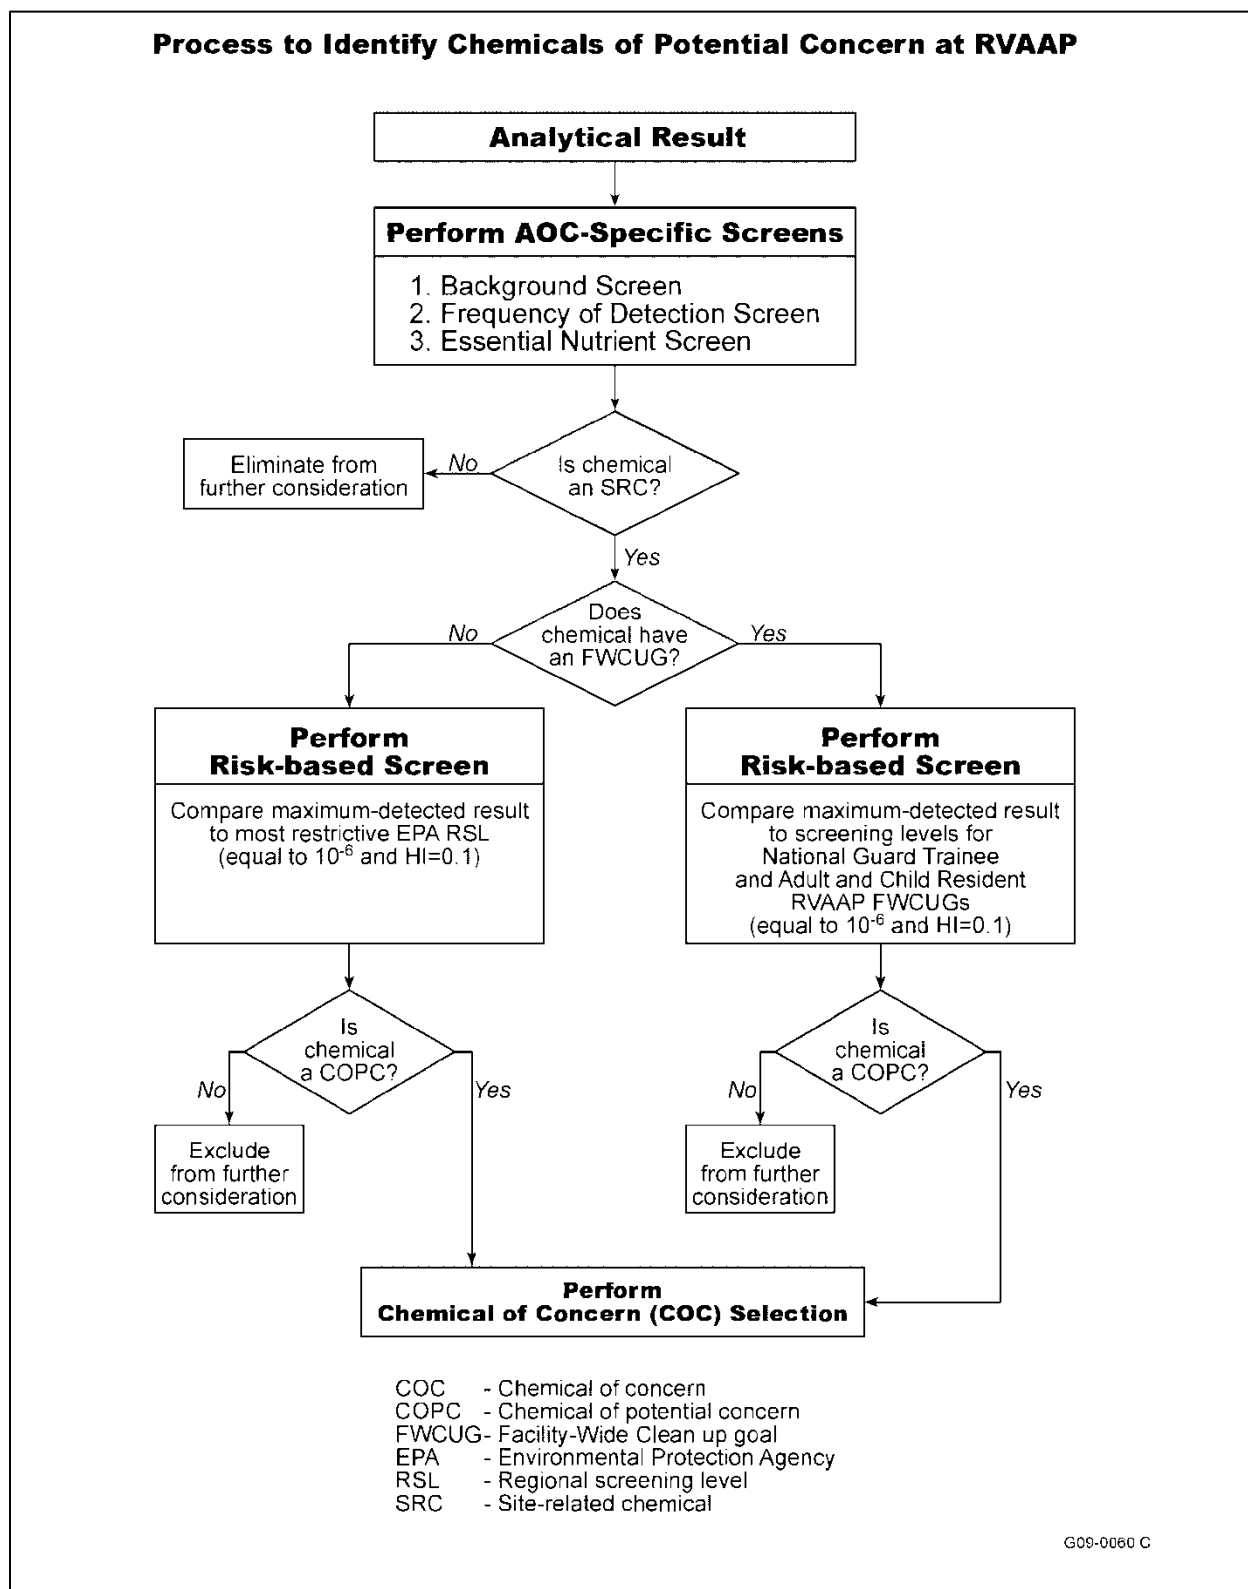 Process to Identify Chemicals of Potential Concern at RVAAP
Analytical Result
Perform AOC-Specific Screens
1. Background Screen
2. Frequency of Detection Screen
3. Essential Nutrient Screen
Is chemical
an SRC?
No
Eliminate from
further consideration
Yes
Does
chemical have
an FWCUG?
No
Yes
Perform
Risk-based Screen
Compare maximum-detected result
to most restrictive EPA RSL
(equal to 10⁻⁶ and HI=0.1)
Perform
Risk-based Screen
Compare maximum-detected result
to screening levels for
National Guard Trainee
and Adult and Child Resident
RVAAP FWCUGs
(equal to 10⁻⁶ and HI=0.1)
Is
chemical
a COPC?
No
Yes
Exclude
from further
consideration
Is
chemical
a COPC?
No
Yes
Exclude
from further
consideration
Perform
Chemical of Concern (COC) Selection
COC - Chemical of concern
COPC - Chemical of potential concern
FWCUG- Facility-Wide Clean up goal
EPA - Environmental Protection Agency
RSL - Regional screening level
SRC - Site-related chemical
G09-0060 C